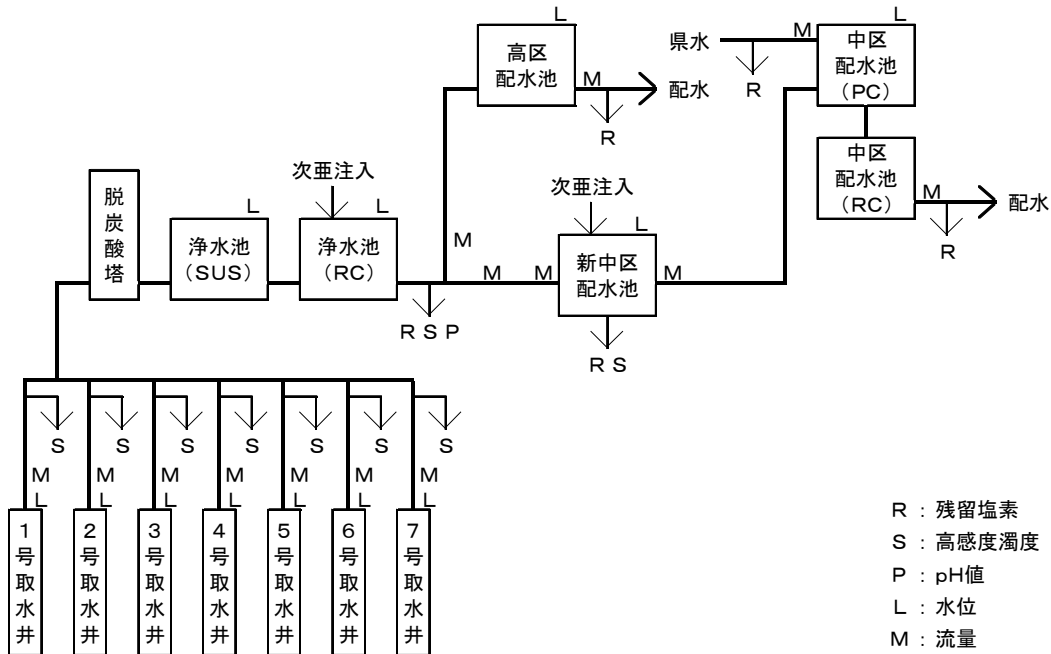 L
高区
配水池
M
配水
R
県水
M
L
中区
配水池
（PC）
R
中区
配水池
（RC）
M
配水
R
脱炭酸塔
L
浄水池
（SUS）
次亜注入
L
浄水池
（RC）
M
R S P
M
M
次亜注入
L
新中区
配水池
M
R S
S
S
S
S
S
S
S
M
M
M
M
M
M
M
L
L
L
L
L
L
L
1号取水井
2号取水井
3号取水井
4号取水井
5号取水井
6号取水井
7号取水井
R ： 残留塩素
S ： 高感度濁度
P ： pH値
L ： 水位
M ： 流量